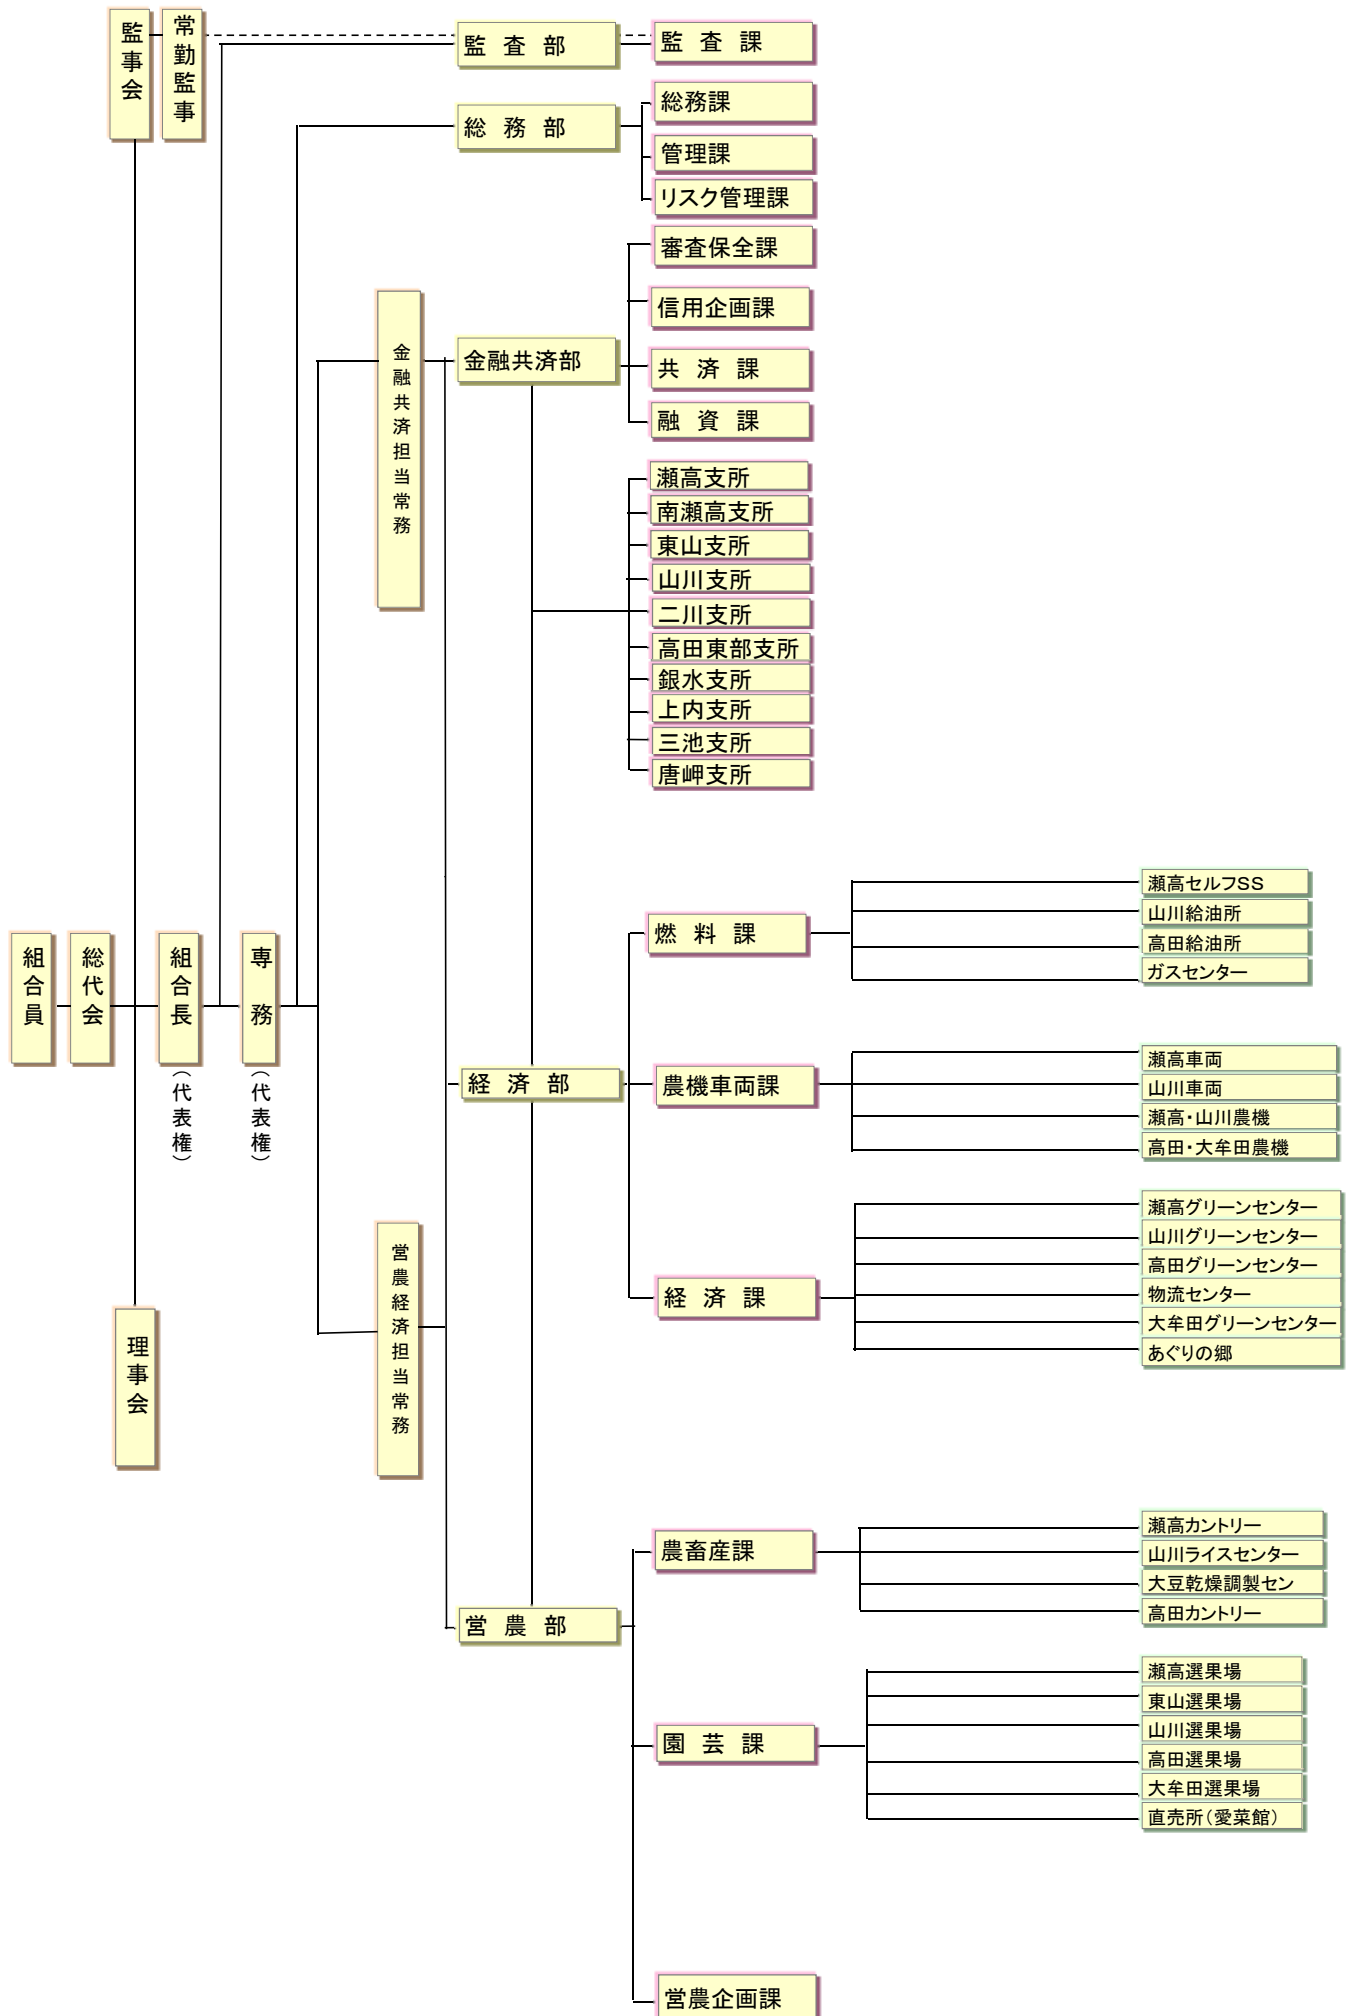 監事会
常勤監事
監査部
監査課
総務部
総務課
管理課
リスク管理課
審査保全課
信用企画課
金融共済担当常務
金融共済部
共済課
融資課
瀬高支所
南瀬高支所
東山支所
山川支所
二川支所
高田東部支所
銀水支所
上内支所
三池支所
唐岬支所
組合員
総代会
組合長
(代表権)
専務
(代表権)
燃料課
瀬高セルフSS
山川給油所
高田給油所
ガスセンター
経済部
農機車両課
瀬高車両
山川車両
瀬高・山川農機
高田・大牟田農機
経済課
瀬高グリーンセンター
山川グリーンセンター
高田グリーンセンター
物流センター
大牟田グリーンセンター
あぐりの郷
営農経済担当常務
理事会
農畜産課
瀬高カントリー
山川ライスセンター
大豆乾燥調製セン
高田カントリー
営農部
園芸課
瀬高選果場
東山選果場
山川選果場
高田選果場
大牟田選果場
直売所(愛菜館)
営農企画課